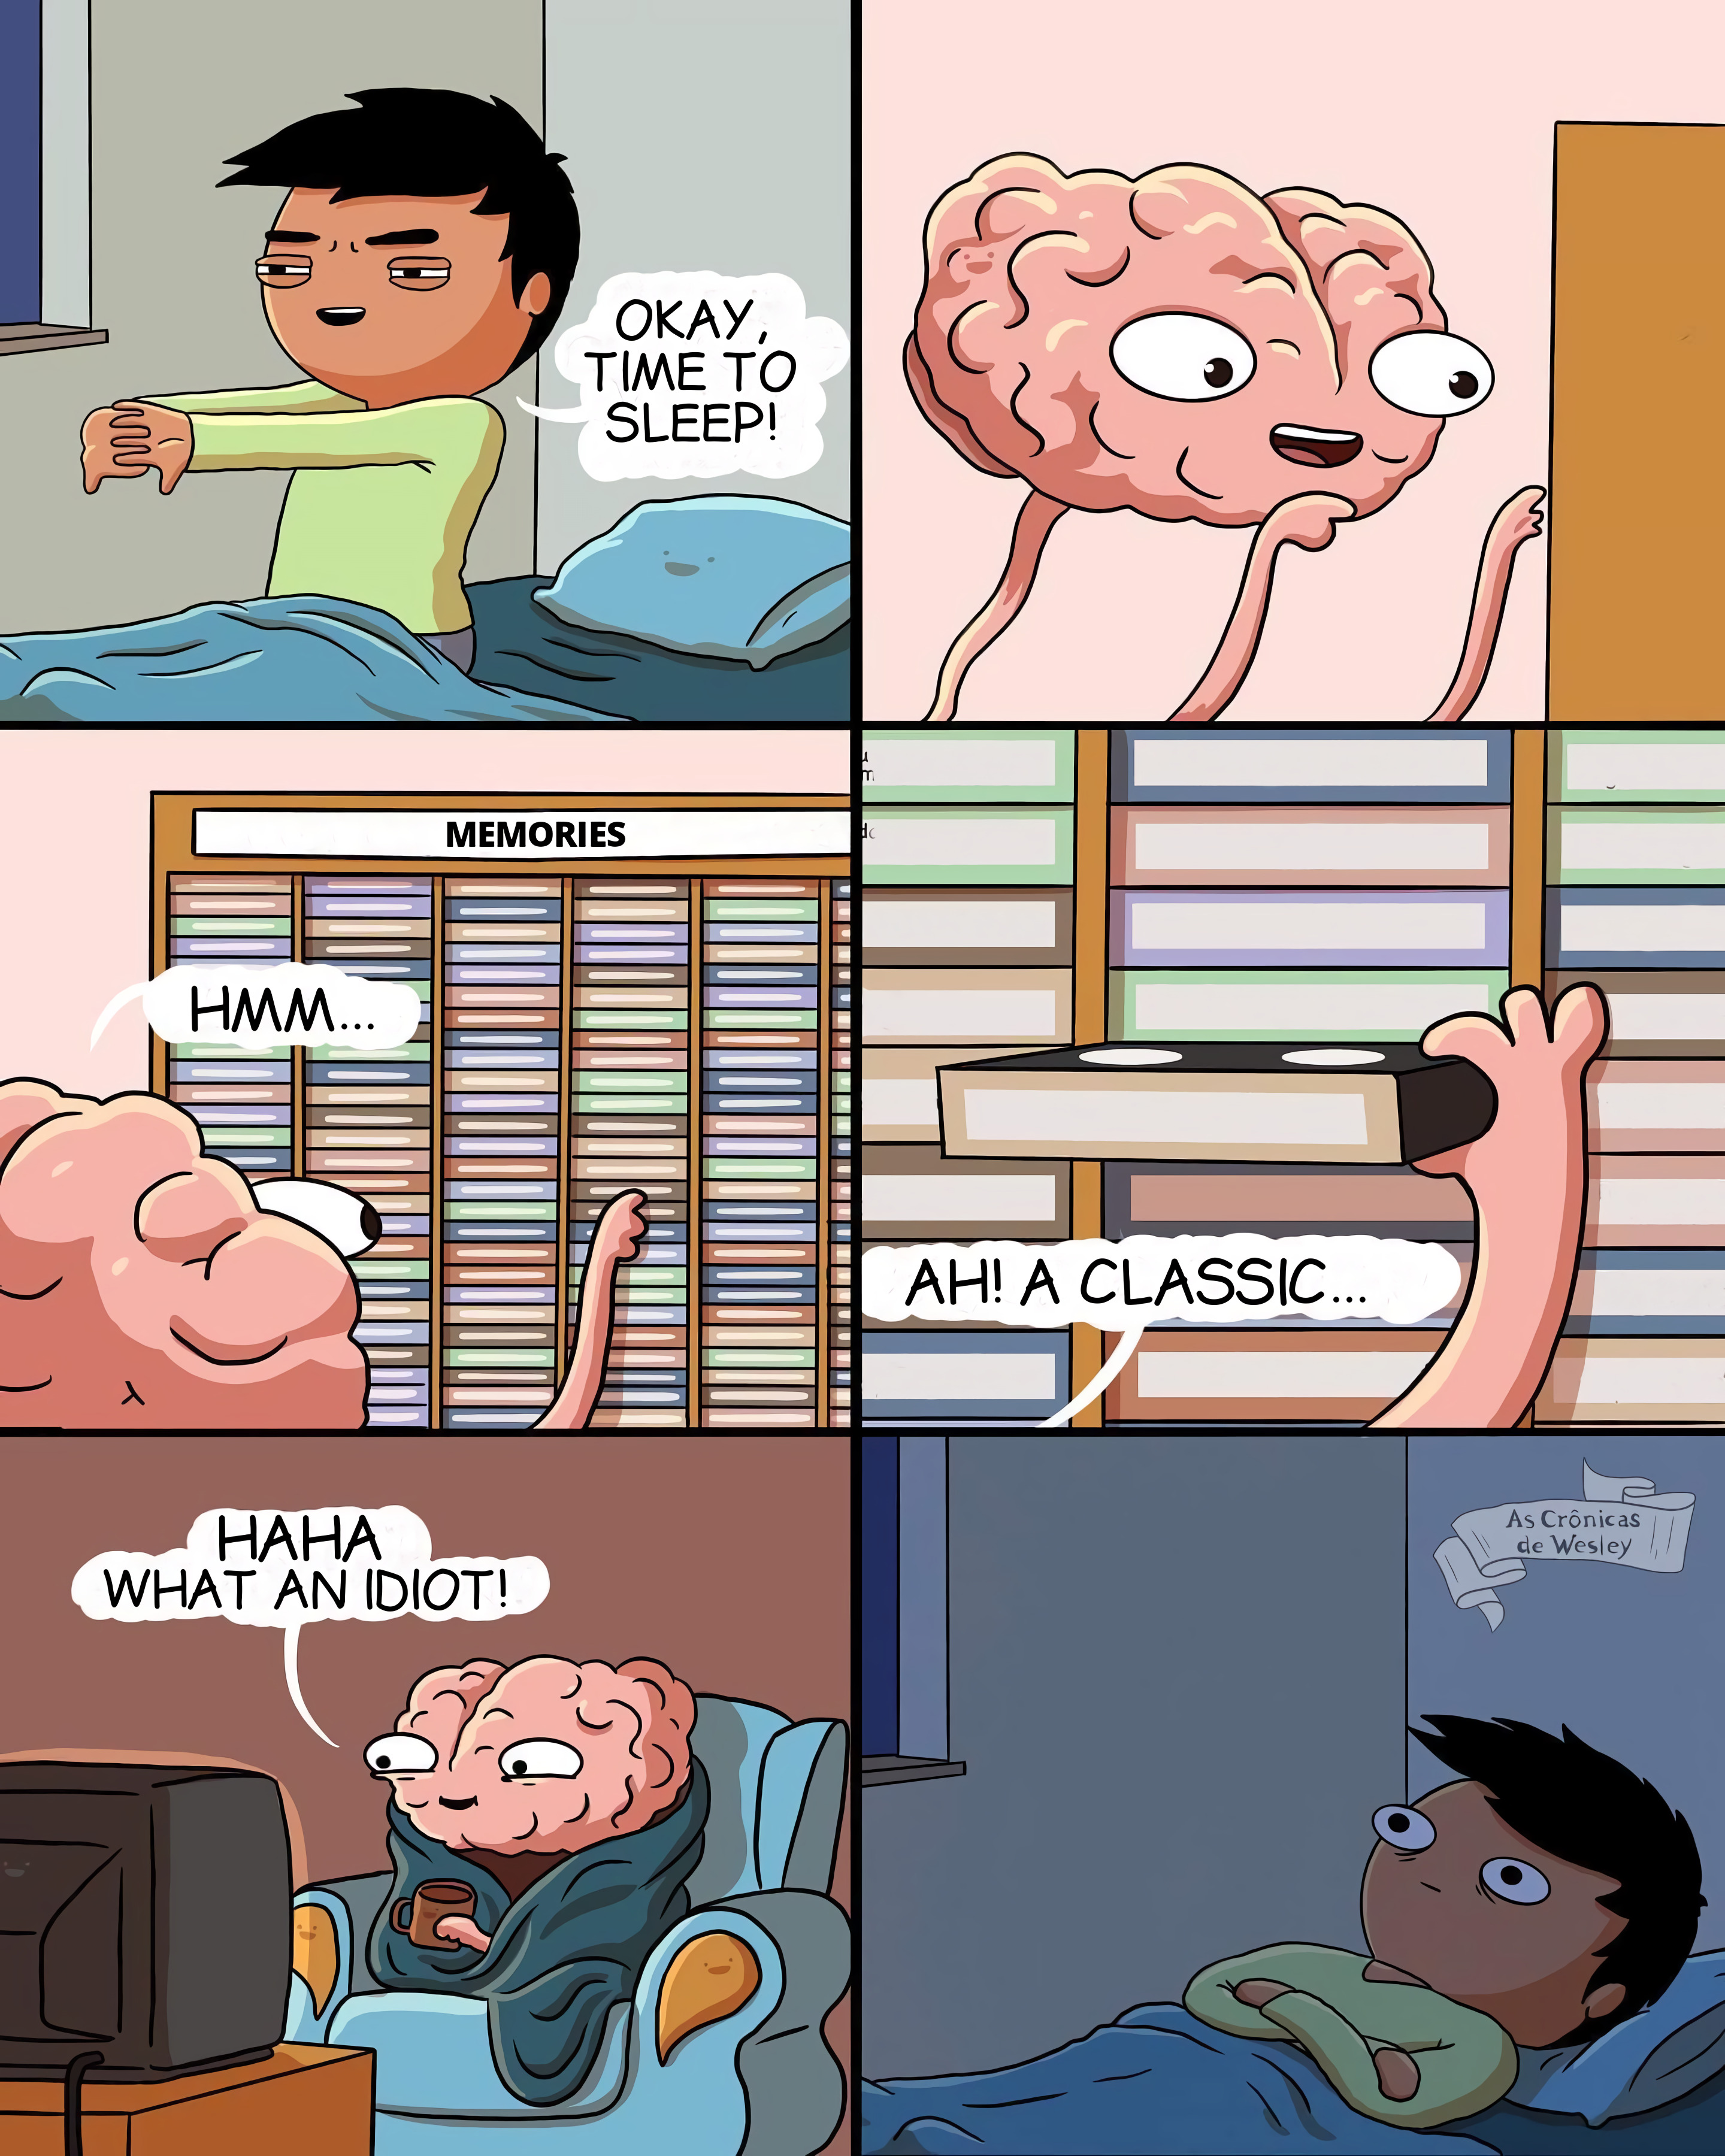 OKAY,
TIME TO
SLEEP!
MEMORIES
HMM...
AH! A CLASSIC...
HAHA
WHAT AN IDIOT!
As Crônicas
de Wesley